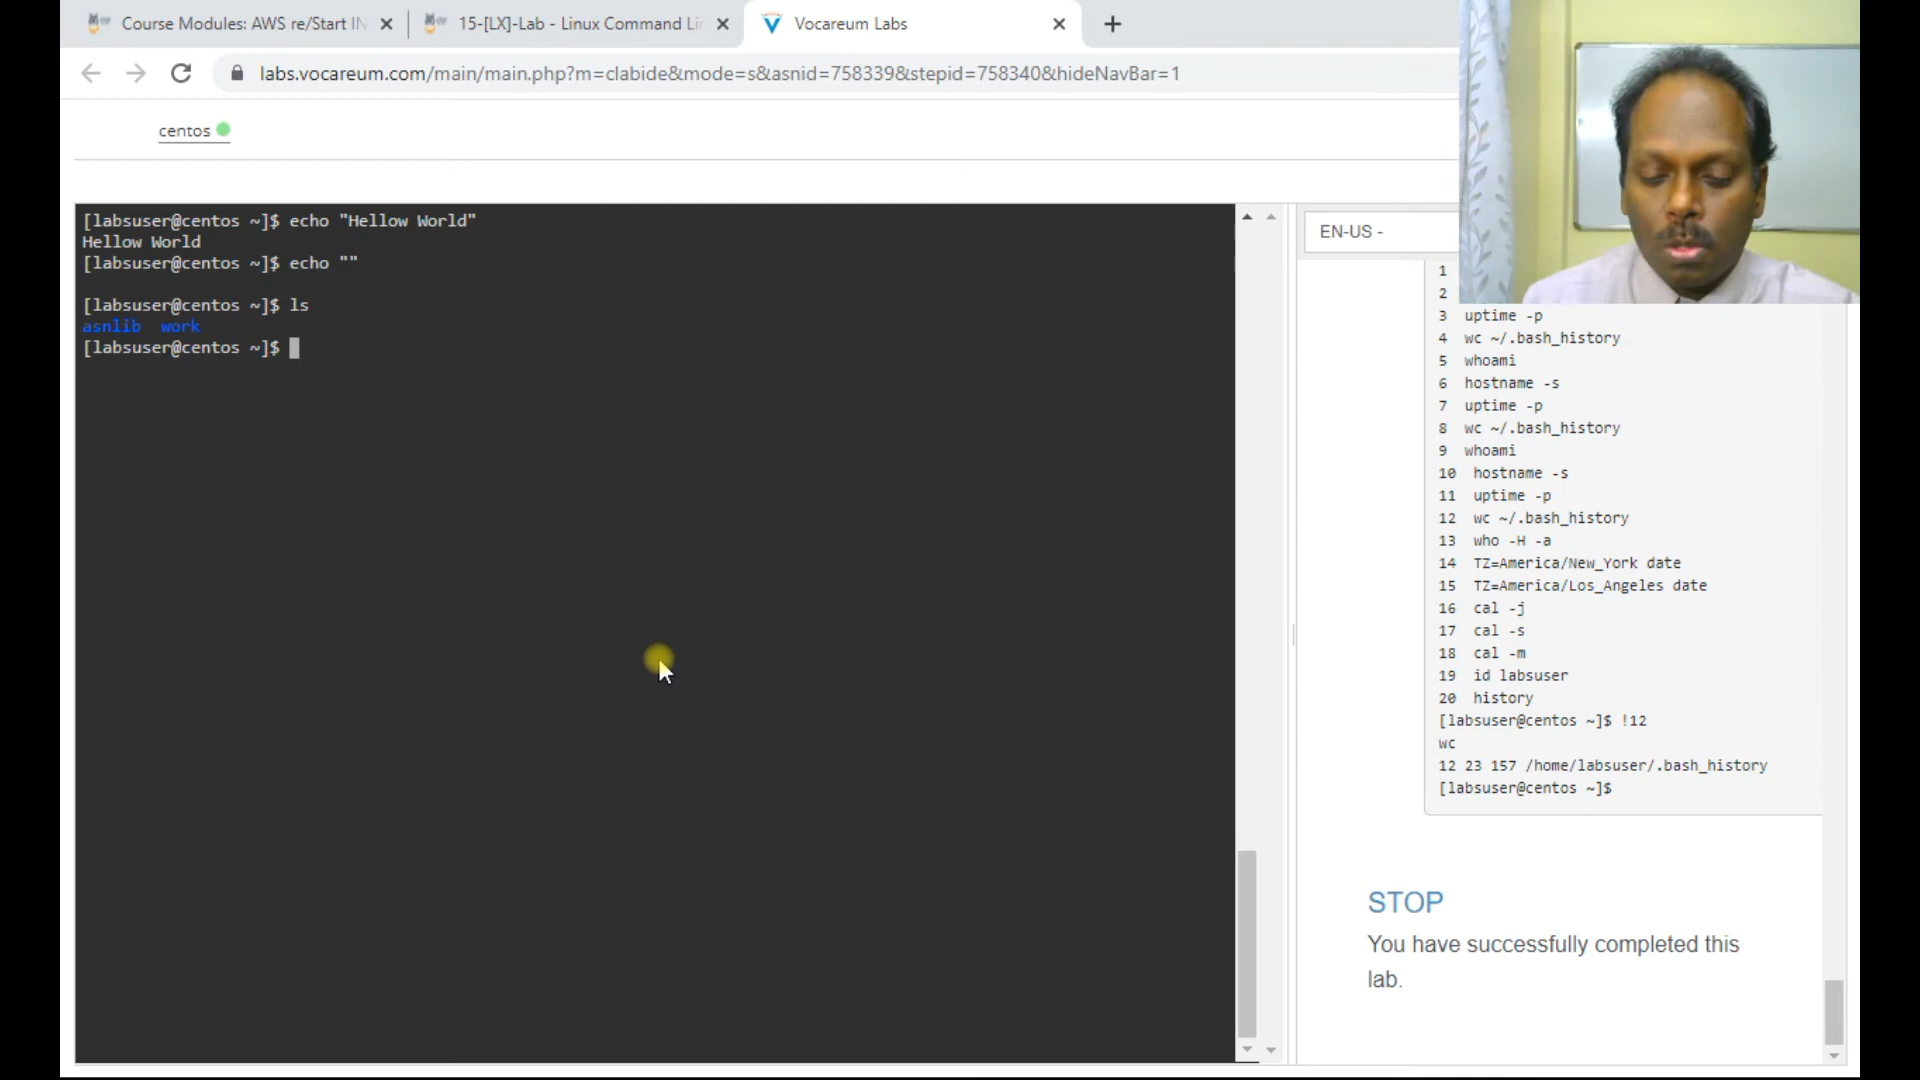 Course Modules: AWS re/Start IN
15-[LX]-Lab - Linux Command Lin
Vocareum Labs
labs.vocareum.com/main/main.php?m=clabide&mode=s&asnid=758339&stepid=758340&hideNavBar=1
centos
[labsuser@centos ~]$ echo "Hellow World"
Hellow World
[labsuser@centos ~]$ echo ""
[labsuser@centos ~]$ ls
asnlib work
[labsuser@centos ~]$
EN-US -
1
2
3 uptime -p
4 wc ~/.bash_history
5 whoami
6 hostname -s
7 uptime -p
8 wc ~/.bash_history
9 whoami
10 hostname -s
11 uptime -p
12 wc ~/.bash_history
13 who -H -a
14 TZ=America/New_York date
15 TZ=America/Los_Angeles date
16 cal -j
17 cal -s
18 cal -m
19 id labsuser
20 history
[labsuser@centos ~]$ !12
wc
12 23 157 /home/labsuser/.bash_history
[labsuser@centos ~]$
STOP
You have successfully completed this
lab.